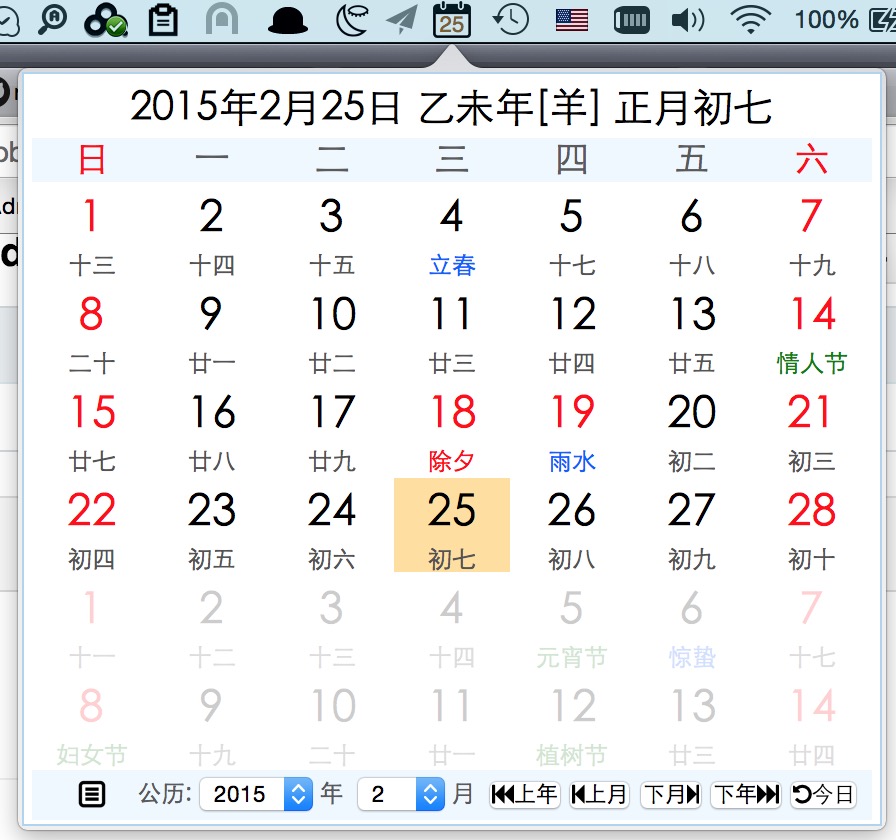 25 100%
2015年2月25日 乙未年[羊] 正月初七
日 一 二 三 四 五 六
1 2 3 4 5 6 7
十三 十四 十五 立春 十七 十八 十九
8 9 10 11 12 13 14
二十 廿一 廿二 廿三 廿四 廿五 情人节
15 16 17 18 19 20 21
廿七 廿八 廿九 除夕 雨水 初二 初三
22 23 24 25 26 27 28
初四 初五 初六 初七 初八 初九 初十
1 2 3 4 5 6 7
十一 十二 十三 十四 元宵节 惊蛰 十七
8 9 10 11 12 13 14
妇女节 十九 二十 廿一 植树节 廿三 廿四
公历: 2015 年 2 月 上年 上月 下月 下年 今日